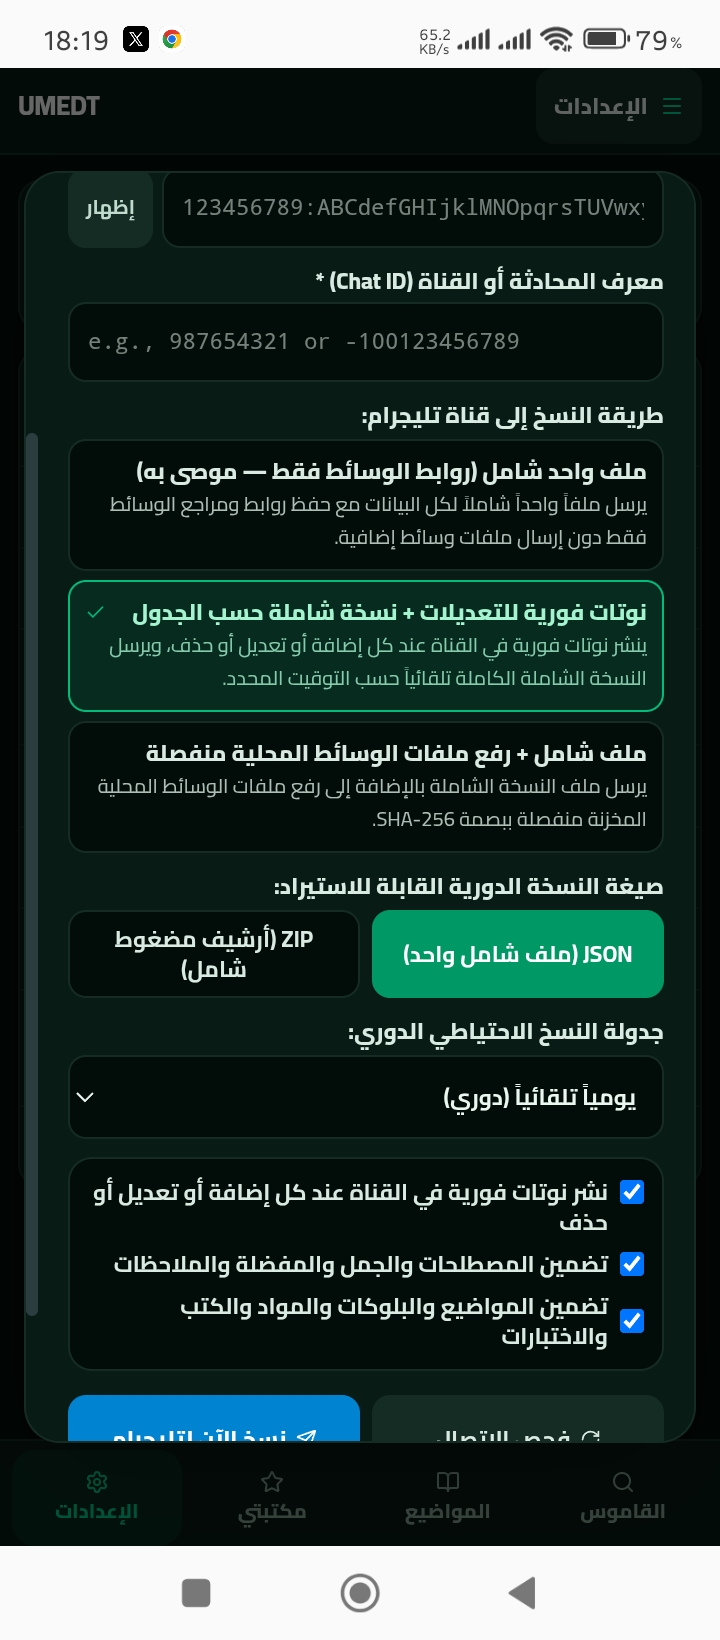 18:19
65.2
KB/s
79%
UMEDT
الإعدادات
123456789:ABCdefGHIjklMNOpqrsTUVwxy
إظهار
معرف المحادثة أو القناة (Chat ID) *
e.g., 987654321 or -100123456789
طريقة النسخ إلى قناة تليجرام:
ملف واحد شامل (روابط الوسائط فقط — موصى به)
يرسل ملفاً واحداً شاملاً لكل البيانات مع حفظ روابط ومراجع الوسائط
فقط دون إرسال ملفات وسائط إضافية.
نوتات فورية للتعديلات + نسخة شاملة حسب الجدول
ينشر نوتات فورية في القناة عند كل إضافة أو تعديل أو حذف، ويرسل
النسخة الشاملة الكاملة تلقائياً حسب التوقيت المحدد.
ملف شامل + رفع ملفات الوسائط المحلية منفصلة
يرسل ملف النسخة الشاملة بالإضافة إلى رفع ملفات الوسائط المحلية
المخزنة منفصلة ببصمة SHA-256.
صيغة النسخة الدورية القابلة للاستيراد:
JSON (ملف شامل واحد)
ZIP (أرشيف مضغوط
شامل)
جدولة النسخ الاحتياطي الدوري:
يومياً تلقائياً (دوري)
نشر نوتات فورية في القناة عند كل إضافة أو تعديل أو
حذف
تضمين المصطلحات والجمل والمفضلة والملاحظات
تضمين المواضيع والبلوكات والمواد والكتب
والاختبارات
فحص الاتصال
نسخ الآن لتليجرام
القاموس
المواضيع
مكتبتي
الإعدادات